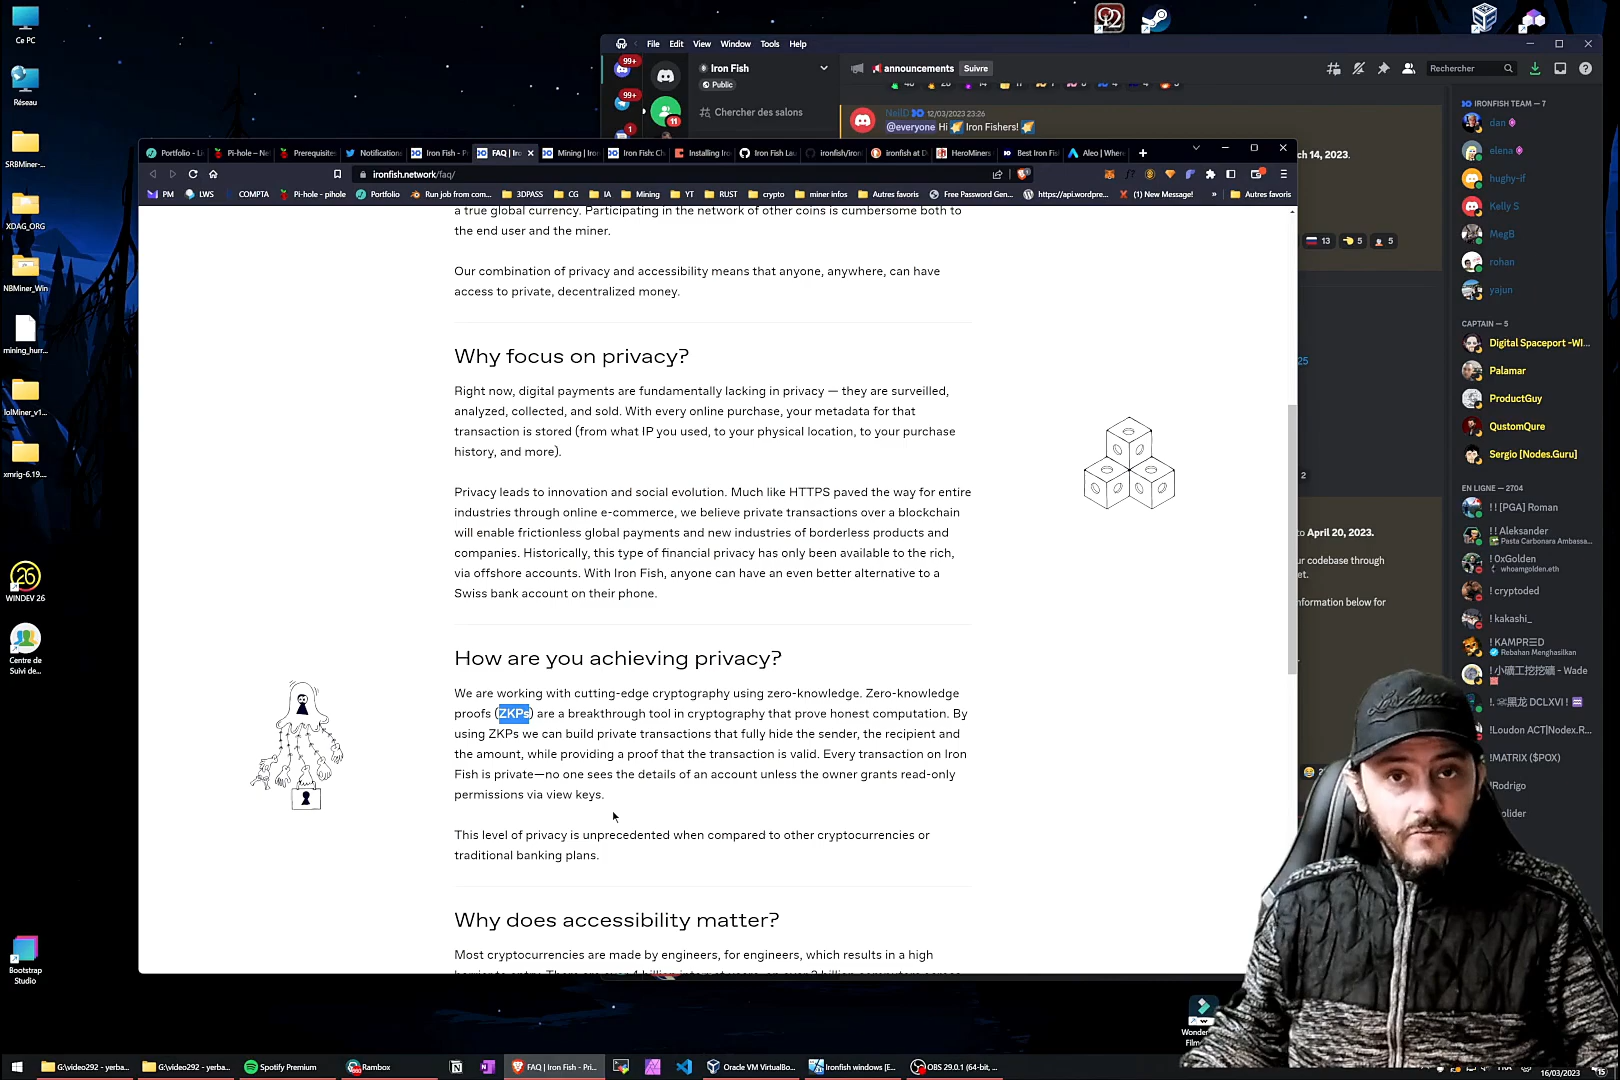 Ce PC
Réseau
SRBMiner-...
XDAG_ORG
NBMiner_Win
mining_hurr...
lolMiner_v1...
xmrig-6.19...
WINDEV 26
Centre de
Suivi de...
Bootstrap
Studio
File Edit View Window Tools Help
99+
99+
1
11
Iron Fish
Public
Chercher des salons
announcements
Suivre
Rechercher
NeilD 12/03/2023 23:26
@everyone Hi Iron Fishers!
Portfolio - Li
Pi-hole – Ne
Prerequisites
Notification
Iron Fish - P
FAQ | Iro
Mining | Iron
Iron Fish: Ch
Installing Iro
Iron Fish Lau
ironfish/iron
ironfish at D
HeroMiners
Best Iron Fis
Aleo | Where
ironfish.network/faq/
PM LWS COMPTA Pi-hole - pihole Portfolio Run job from com... 3DPASS CG IA Mining YT RUST crypto miner infos Autres favoris Free Password Gen... https://api.wordpre... (1) New Message! » Autres favoris
a true global currency. Participating in the network of other coins is cumbersome both to
the end user and the miner.
Our combination of privacy and accessibility means that anyone, anywhere, can have
access to private, decentralized money.
Why focus on privacy?
Right now, digital payments are fundamentally lacking in privacy — they are surveilled,
analyzed, collected, and sold. With every online purchase, your metadata for that
transaction is stored (from what IP you used, to your physical location, to your purchase
history, and more).
Privacy leads to innovation and social evolution. Much like HTTPS paved the way for entire
industries through online e-commerce, we believe private transactions over a blockchain
will enable frictionless global payments and new industries of borderless products and
companies. Historically, this type of financial privacy has only been available to the rich,
via offshore accounts. With Iron Fish, anyone can have an even better alternative to a
Swiss bank account on their phone.
How are you achieving privacy?
We are working with cutting-edge cryptography using zero-knowledge. Zero-knowledge
proofs (ZKPs) are a breakthrough tool in cryptography that prove honest computation. By
using ZKPs we can build private transactions that fully hide the sender, the recipient and
the amount, while providing a proof that the transaction is valid. Every transaction on Iron
Fish is private—no one sees the details of an account unless the owner grants read-only
permissions via view keys.
This level of privacy is unprecedented when compared to other cryptocurrencies or
traditional banking plans.
Why does accessibility matter?
Most cryptocurrencies are made by engineers, for engineers, which results in a high
ch 14, 2023.
13 5 5
25
2
to April 20, 2023.
ur codebase through
et.
nformation below for
IRONFISH TEAM — 7
dan
elena
hughy-if
Kelly S
MegB
rohan
yajun
CAPTAIN — 5
Digital Spaceport -WI...
Palamar
ProductGuy
QustomQure
Sergio [Nodes.Guru]
EN LIGNE — 2704
! ! [PGA] Roman
! ! Aleksander
Pasta Carbonara Ambassa...
! 0xGolden
whoamgolden.eth
! cryptoded
! kakashi_
! KAMPRΞD
Rebahan Menghasilkan
! 小礦工挖挖礦 - Wade
黑龙 DCLXVI !
!Loudon ACT|Nodex.R...
!MATRIX ($POX)
!Rodrigo
Wonder
Film
G:\video292 - yerba...
G:\video292 - yerba...
Spotify Premium
Rambox
FAQ | Iron Fish - Pri...
Oracle VM VirtualBo...
Ironfish windows [E...
OBS 29.0.1 (64-bit, ...
16/03/2023